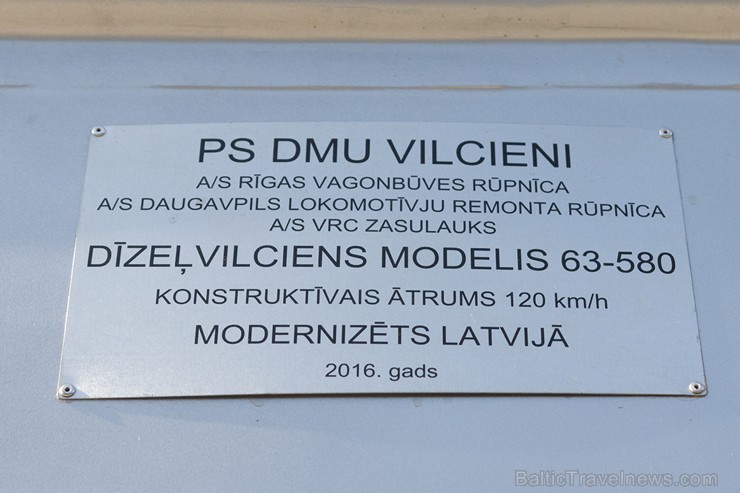 PS DMU VILCIENI
A/S RĪGAS VAGONBŪVES RŪPNĪCA
A/S DAUGAVPILS LOKOMOTĪVJU REMONTA RŪPNĪCA
A/S VRC ZASULAUKS
DĪZEĻVILCIENS MODELIS 63-580
KONSTRUKTĪVAIS ĀTRUMS 120 km/h
MODERNIZĒTS LATVIJĀ
2016. gads
BalticTravelnews.com